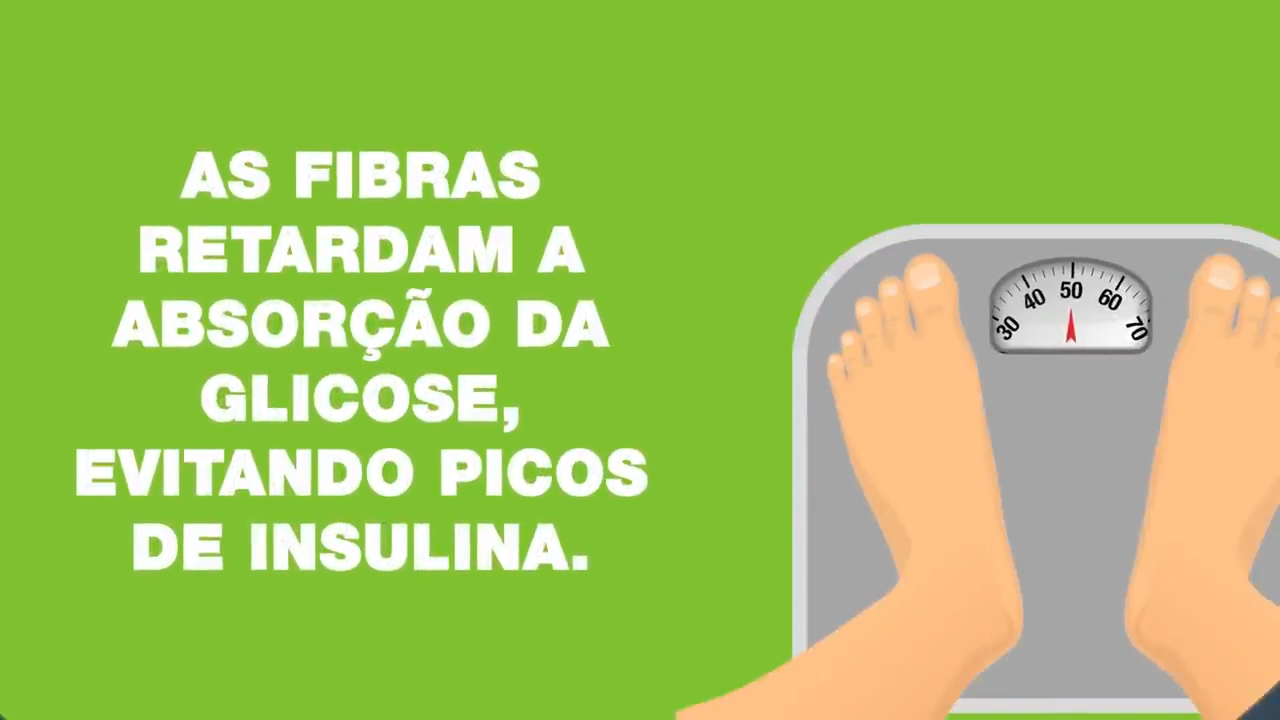 AS FIBRAS
RETARDAM A
ABSORÇÃO DA
GLICOSE,
EVITANDO PICOS
DE INSULINA.
30 40 50 60 70